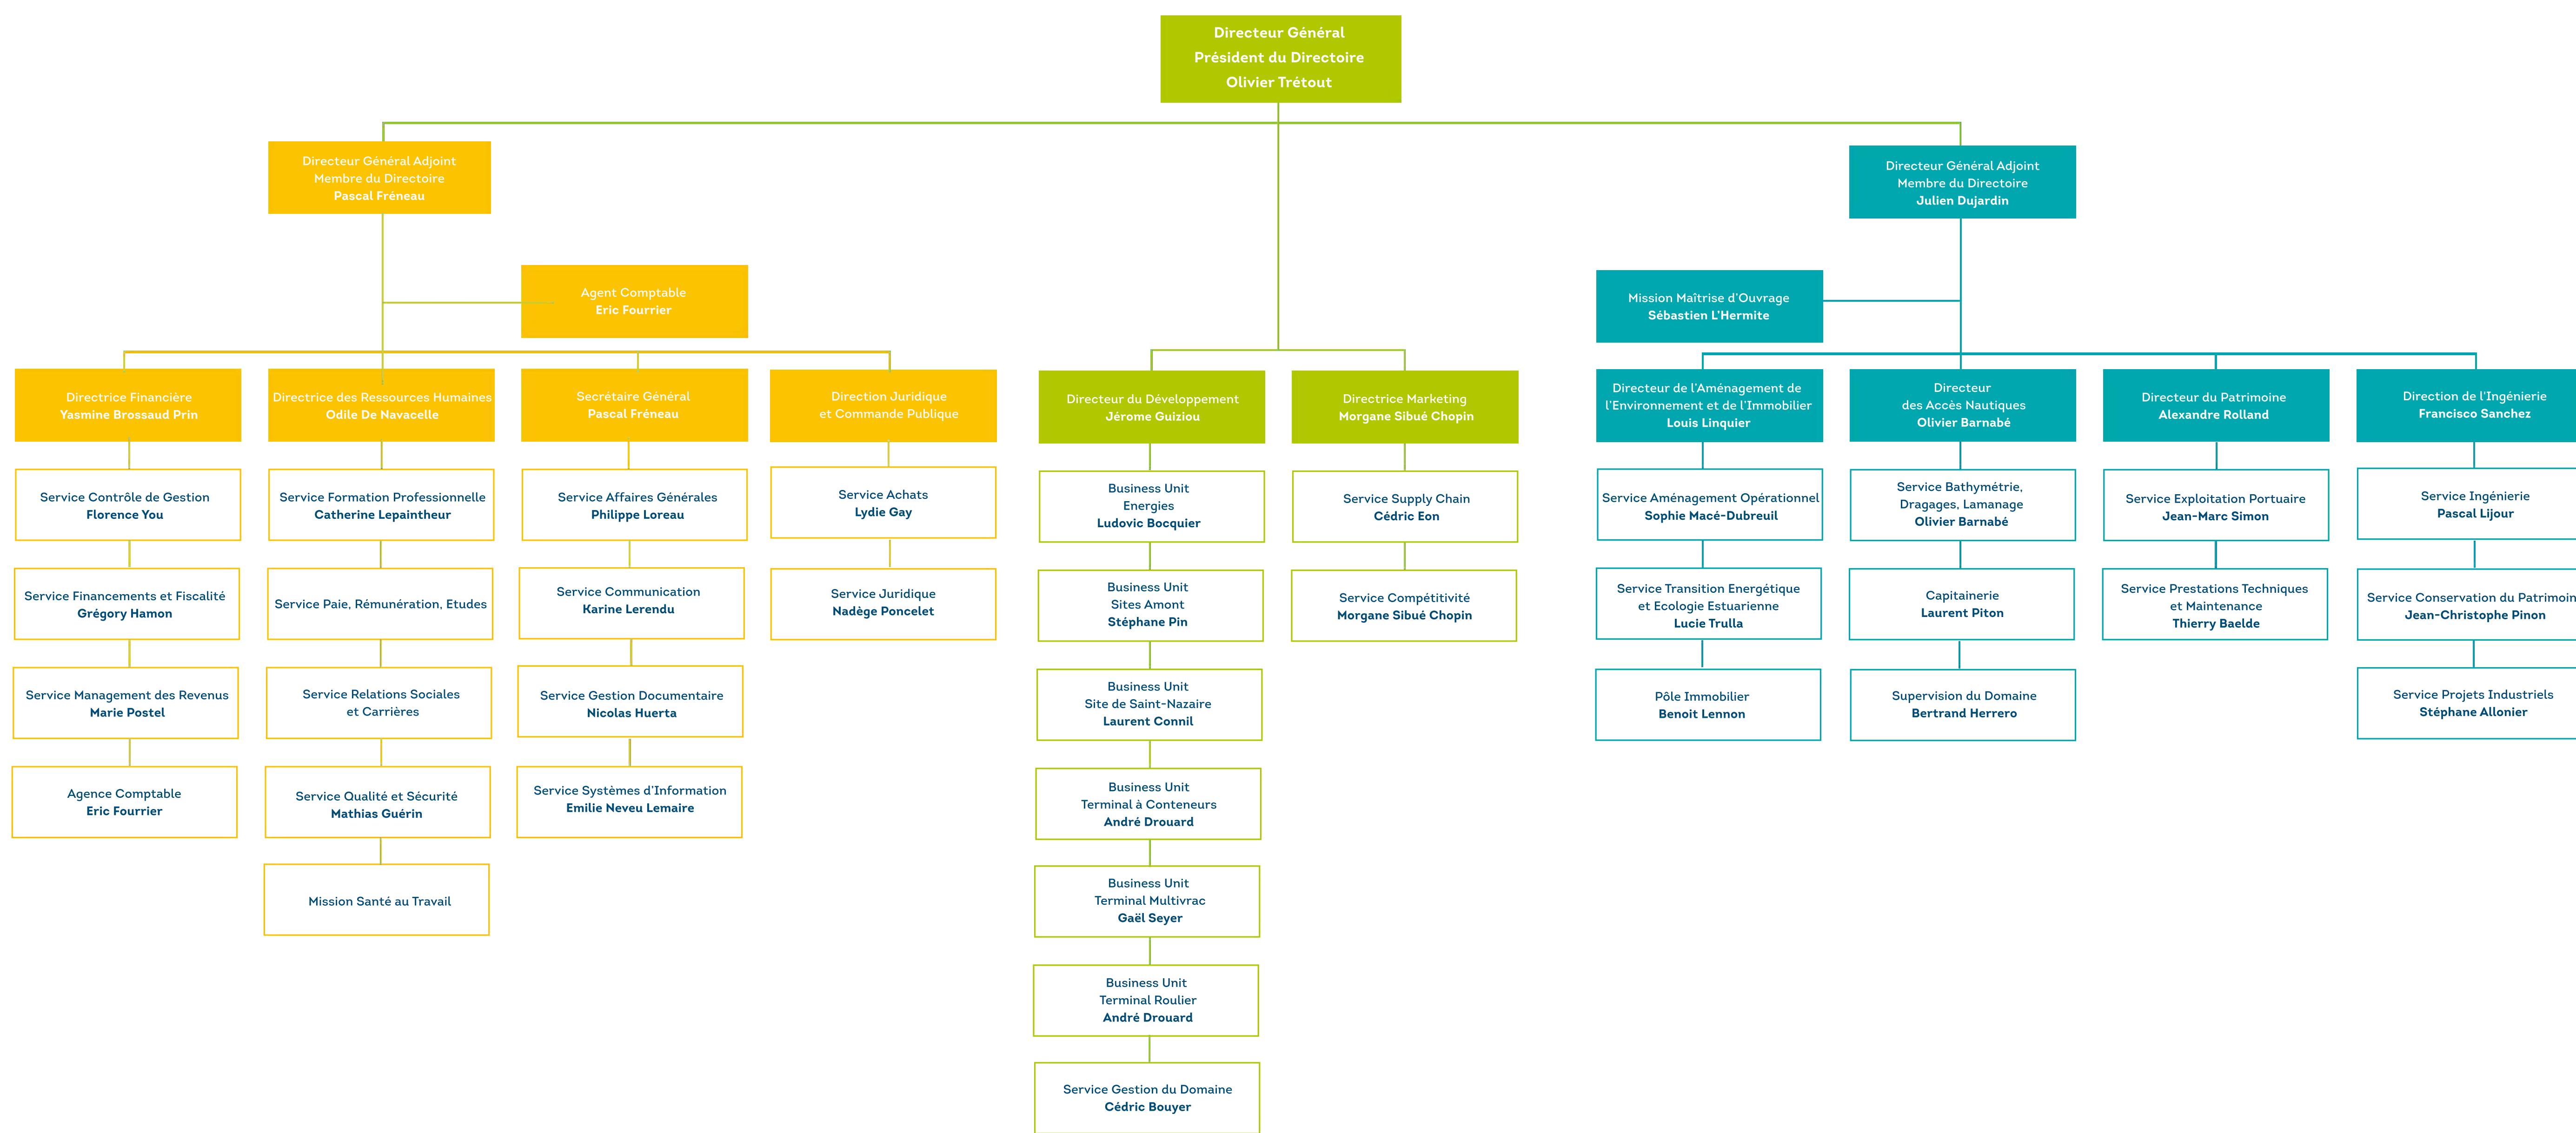 Directeur Général
Président du Directoire
Olivier Trétout
Directeur Général Adjoint
Membre du Directoire
Pascal Fréneau
Directeur Général Adjoint
Membre du Directoire
Julien Dujardin
Agent Comptable
Eric Fourrier
Mission Maîtrise d'Ouvrage
Sébastien L'Hermite
Directrice Financière
Yasmine Brossaud Prin
Service Contrôle de Gestion
Florence You
Service Financements et Fiscalité
Grégory Hamon
Service Management des Revenus
Marie Postel
Agence Comptable
Eric Fourrier
Directrice des Ressources Humaines
Odile De Navacelle
Service Formation Professionnelle
Catherine Lepaintheur
Service Paie, Rémunération, Etudes
Service Relations Sociales
et Carrières
Service Qualité et Sécurité
Mathias Guérin
Mission Santé au Travail
Secrétaire Général
Pascal Fréneau
Service Affaires Générales
Philippe Loreau
Service Communication
Karine Lerendu
Service Gestion Documentaire
Nicolas Huerta
Service Systèmes d'Information
Emilie Neveu Lemaire
Direction Juridique
et Commande Publique
Service Achats
Lydie Gay
Service Juridique
Nadège Poncelet
Directeur du Développement
Jérome Guiziou
Business Unit
Energies
Ludovic Bocquier
Business Unit
Sites Amont
Stéphane Pin
Business Unit
Site de Saint-Nazaire
Laurent Connil
Business Unit
Terminal à Conteneurs
André Drouard
Business Unit
Terminal Multivrac
Gaël Seyer
Business Unit
Terminal Roulier
André Drouard
Service Gestion du Domaine
Cédric Bouyer
Directrice Marketing
Morgane Sibué Chopin
Service Supply Chain
Cédric Eon
Service Compétitivité
Morgane Sibué Chopin
Directeur de l'Aménagement de
l'Environnement et de l'Immobilier
Louis Linquier
Service Aménagement Opérationnel
Sophie Macé-Dubreuil
Service Transition Energétique
et Ecologie Estuarienne
Lucie Trulla
Pôle Immobilier
Benoit Lennon
Directeur
des Accès Nautiques
Olivier Barnabé
Service Bathymétrie,
Dragages, Lamanage
Olivier Barnabé
Capitainerie
Laurent Piton
Supervision du Domaine
Bertrand Herrero
Directeur du Patrimoine
Alexandre Rolland
Service Exploitation Portuaire
Jean-Marc Simon
Service Prestations Techniques
et Maintenance
Thierry Baelde
Direction de l'Ingénierie
Francisco Sanchez
Service Ingénierie
Pascal Lijour
Service Conservation du Patrimoin
Jean-Christophe Pinon
Service Projets Industriels
Stéphane Allonier